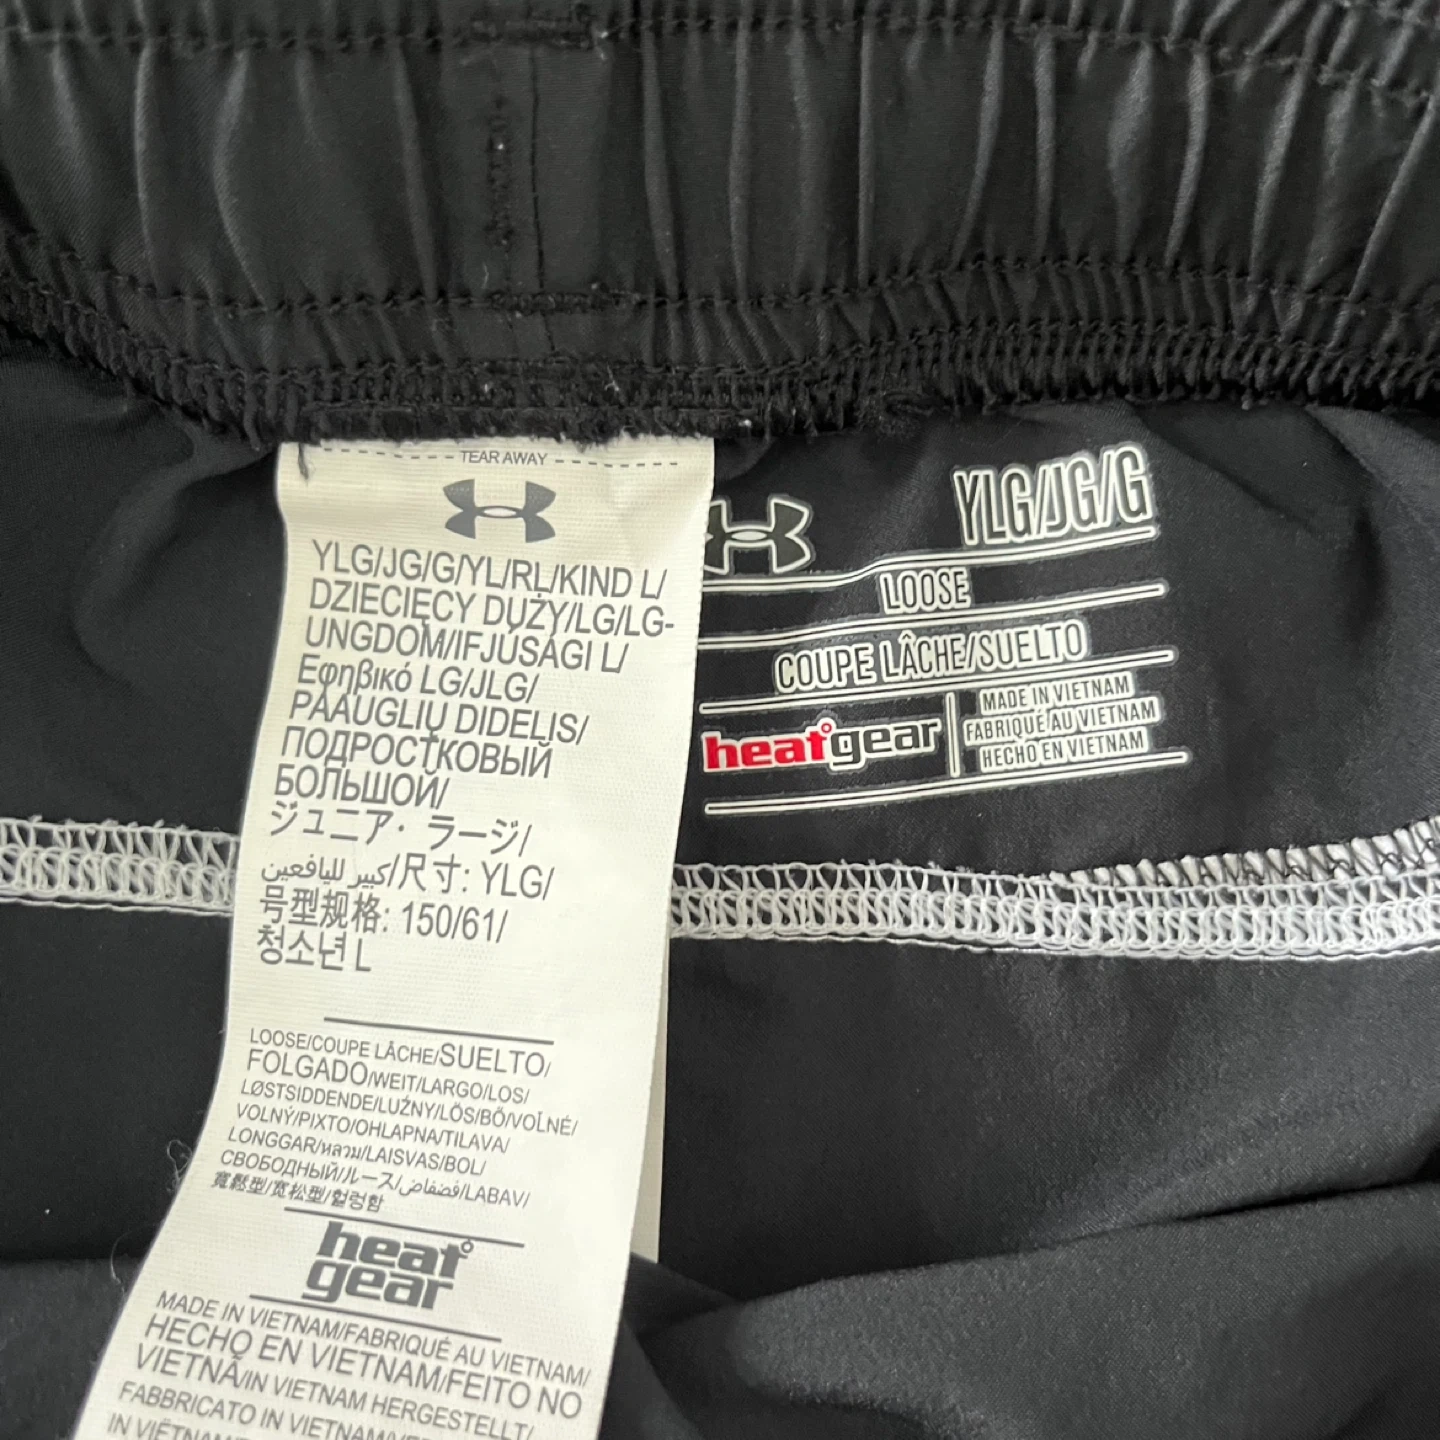 TEAR AWAY
YLG/JG/G/YL/RL/KIND L/
DZIECIĘCY DUŻY/LG/LG-
UNGDOM/IFJÚSÁGI L/
Εφηβικό LG/JLG/
PAAUGLIŲ DIDELIS/
ПОДРОСТКОВЫЙ
БОЛЬШОЙ/
ジュニア・ラージ/
كبير لليافعين/尺寸: YLG/
号型规格: 150/61/
청소년 L
LOOSE/COUPE LÂCHE/SUELTO/
FOLGADO/WEIT/LARGO/LOS/
LØSTSIDDENDE/LUŹNY/LÖS/BŐ/VOĽNÉ/
VOLNÝ/PIXTO/OHLAPNA/TILAVA/
LONGGAR/หลวม/LAISVAS/BOL/
СВОБОДНЫЙ/ルース/فضفاض/LABAV/
寬鬆型/宽松型/헐렁함
heat
gear
MADE IN VIETNAM/FABRIQUÉ AU VIETNAM/
HECHO EN VIETNAM/FEITO NO
VIETNÃ/IN VIETNAM HERGESTELLT/
FABBRICATO IN VIETNAM/
IN VIETNAM
YLG/JG/G
LOOSE
COUPE LÂCHE/SUELTO
heatgear
MADE IN VIETNAM
FABRIQUÉ AU VIETNAM
HECHO EN VIETNAM